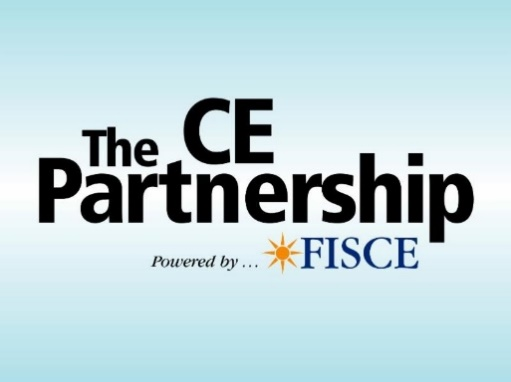 The CE
Partnership
Powered by ... FISCE